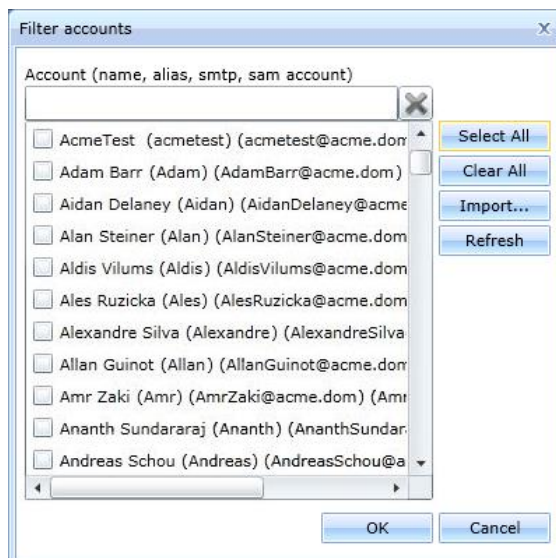 Filter accounts
Account (name, alias, smtp, sam account)
AcmeTest (acmetest) (acmetest@acme.dom
Adam Barr (Adam) (AdamBarr@acme.dom)
Aidan Delaney (Aidan) (AidanDelaney@acme
Alan Steiner (Alan) (AlanSteiner@acme.dom
Aldis Vilums (Aldis) (AldisVilums@acme.dom
Ales Ruzicka (Ales) (AlesRuzicka@acme.dom
Alexandre Silva (Alexandre) (AlexandreSilva
Allan Guinot (Allan) (AllanGuinot@acme.dom
Amr Zaki (Amr) (AmrZaki@acme.dom) (Amr
Ananth Sundararaj (Ananth) (AnanthSundar
Andreas Schou (Andreas) (AndreasSchou@a
Select All
Clear All
Import...
Refresh
OK
Cancel